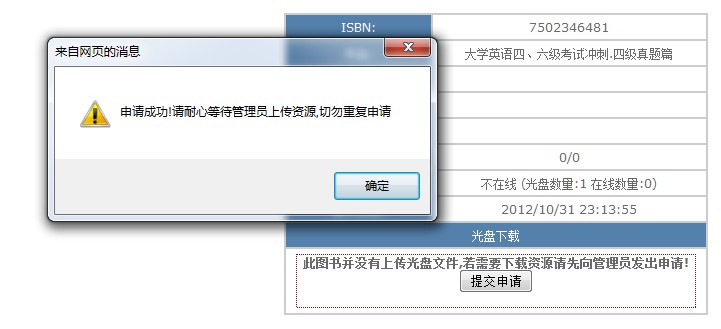 ISBN:
7502346481
来自网页的消息
大学英语四、六级考试冲刺.四级真题篇
申请成功!请耐心等待管理员上传资源,切勿重复申请
0/0
确定
不在线 (光盘数量:1 在线数量:0)
2012/10/31 23:13:55
光盘下载
此图书并没有上传光盘文件,若需要下载资源请先向管理员发出申请!
提交申请